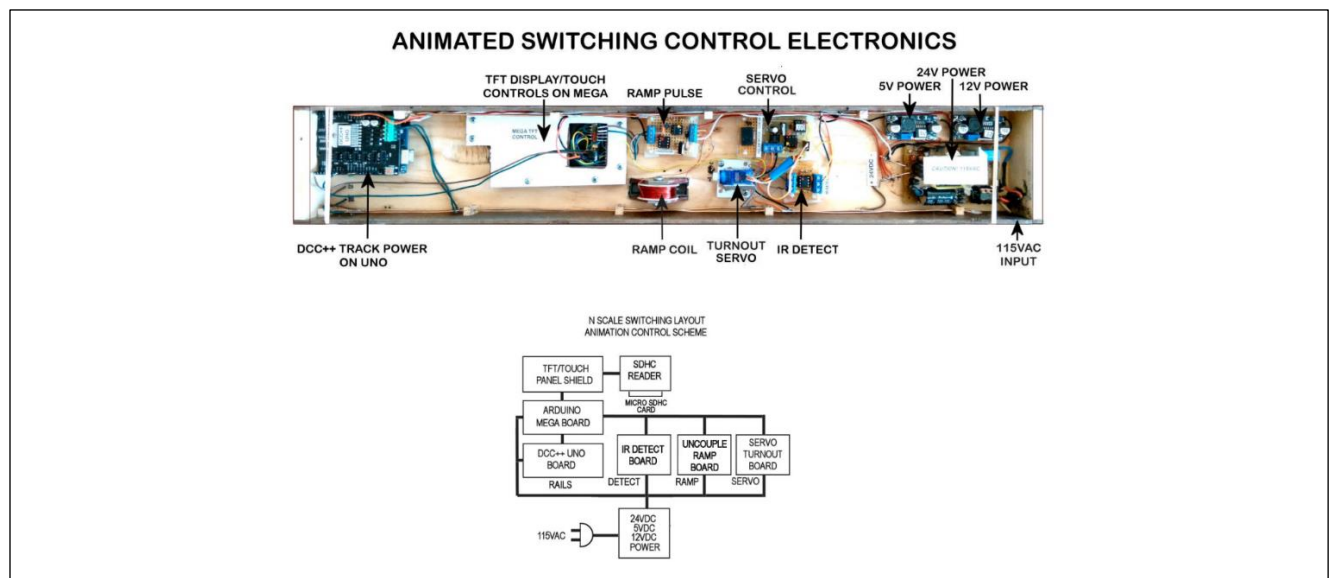 ANIMATED SWITCHING CONTROL ELECTRONICS
TFT DISPLAY/TOUCH
CONTROLS ON MEGA
RAMP PULSE
SERVO
CONTROL
24V POWER
5V POWER
12V POWER
MEGA TFT
CONTROL
+ 24VDC -
CAUTION: 115VAC
DCC++ TRACK POWER
ON UNO
RAMP COIL
TURNOUT
SERVO
IR DETECT
115VAC
INPUT
N SCALE SWITCHING LAYOUT
ANIMATION CONTROL SCHEME
TFT/TOUCH
PANEL SHIELD
SDHC
READER
MICRO SDHC
CARD
ARDUINO
MEGA BOARD
DCC++ UNO
BOARD
IR DETECT
BOARD
UNCOUPLE
RAMP
BOARD
SERVO
TURNOUT
BOARD
RAILS
DETECT
RAMP
SERVO
115VAC
24VDC
5VDC
12VDC
POWER